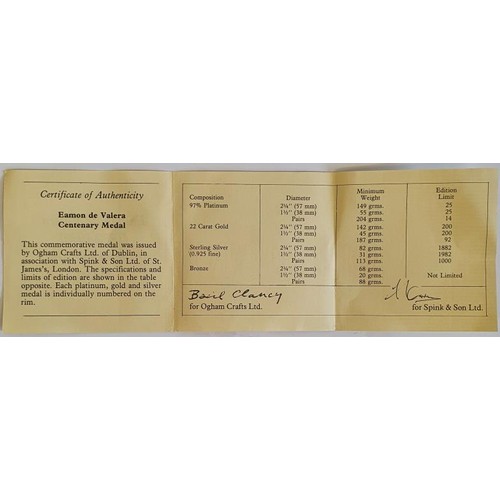 Certificate of Authenticity
Eamon de Valera
Centenary Medal
This commemorative medal was issued
by Ogham Crafts Ltd. of Dublin, in
association with Spink & Son Ltd. of St.
James's, London. The specifications and
limits of edition are shown in the table
opposite. Each platinum, gold and silver
medal is individually numbered on the
rim.
Composition Diameter Minimum Weight Edition Limit
97% Platinum 2¼" (57 mm) 149 grms. 25
1½" (38 mm) 55 grms. 25
Pairs 204 grms. 14
22 Carat Gold 2¼" (57 mm) 142 grms. 200
1½" (38 mm) 45 grms. 200
Pairs 187 grms. 92
Sterling Silver 2¼" (57 mm) 82 grms. 1882
(0.925 fine) 1½" (38 mm) 31 grms. 1982
Pairs 113 grms. 1000
Bronze 2¼" (57 mm) 68 grms.
1½" (38 mm) 20 grms. Not Limited
Pairs 88 grms.
Basil Clancy
for Ogham Crafts Ltd.
for Spink & Son Ltd.